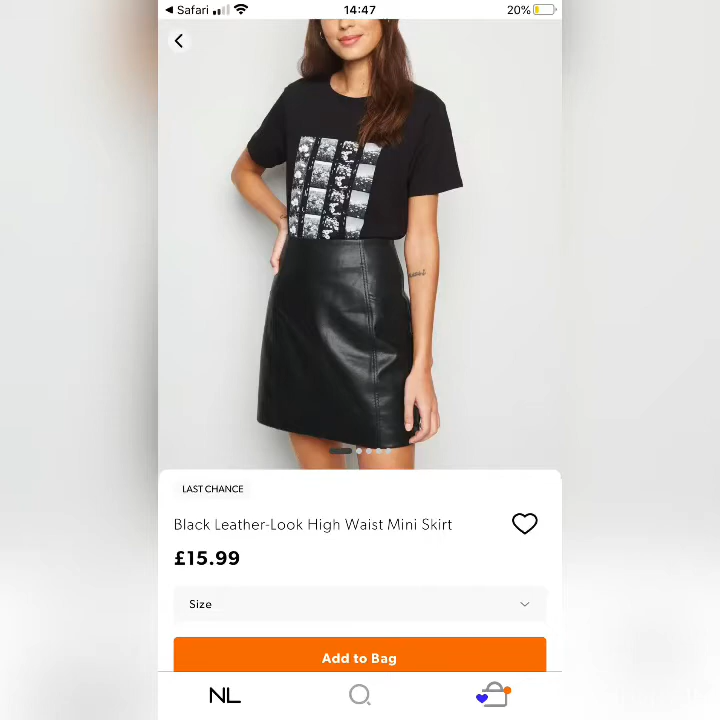 Safari 14:47 20%
LAST CHANCE
Black Leather-Look High Waist Mini Skirt
£15.99
Size
Add to Bag
NL